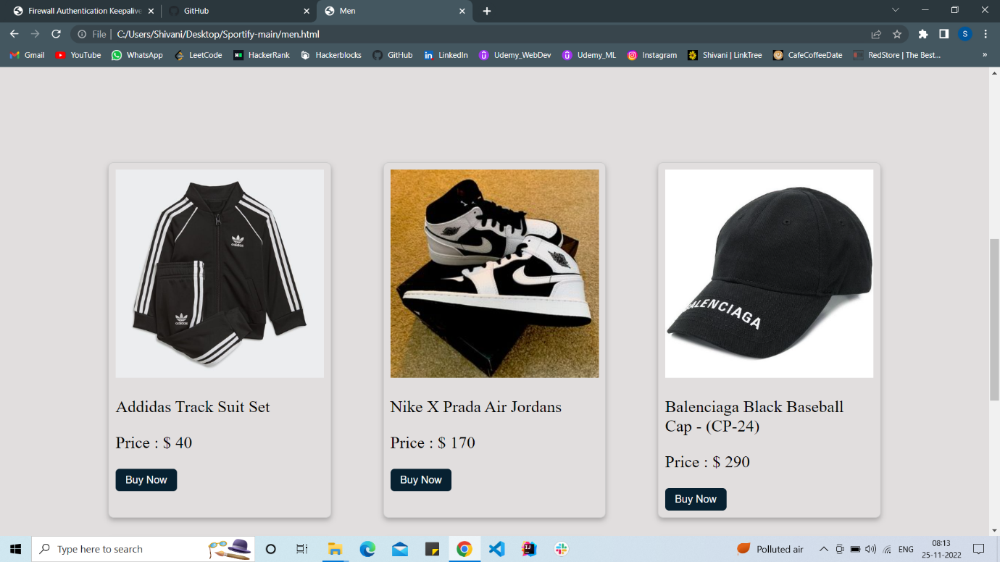 Firewall Authentication Keepalive
GitHub
Men
File
C:/Users/Shivani/Desktop/Sportify-main/men.html
S
Gmail
YouTube
WhatsApp
LeetCode
HackerRank
Hackerblocks
GitHub
LinkedIn
Udemy_WebDev
Udemy_ML
Instagram
Shivani | LinkTree
CafeCoffeeDate
RedStore | The Best...
»
adidas
adidas
BALENCIAGA
Addidas Track Suit Set
Price : $ 40
Buy Now
Nike X Prada Air Jordans
Price : $ 170
Buy Now
Balenciaga Black Baseball
Cap - (CP-24)
Price : $ 290
Buy Now
Type here to search
Polluted air
ENG
08:13
25-11-2022